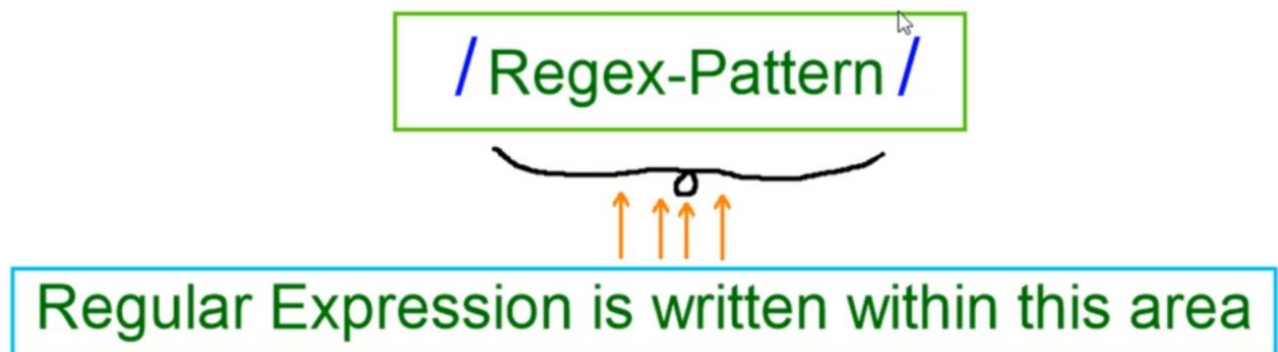 / Regex-Pattern /
Regular Expression is written within this area